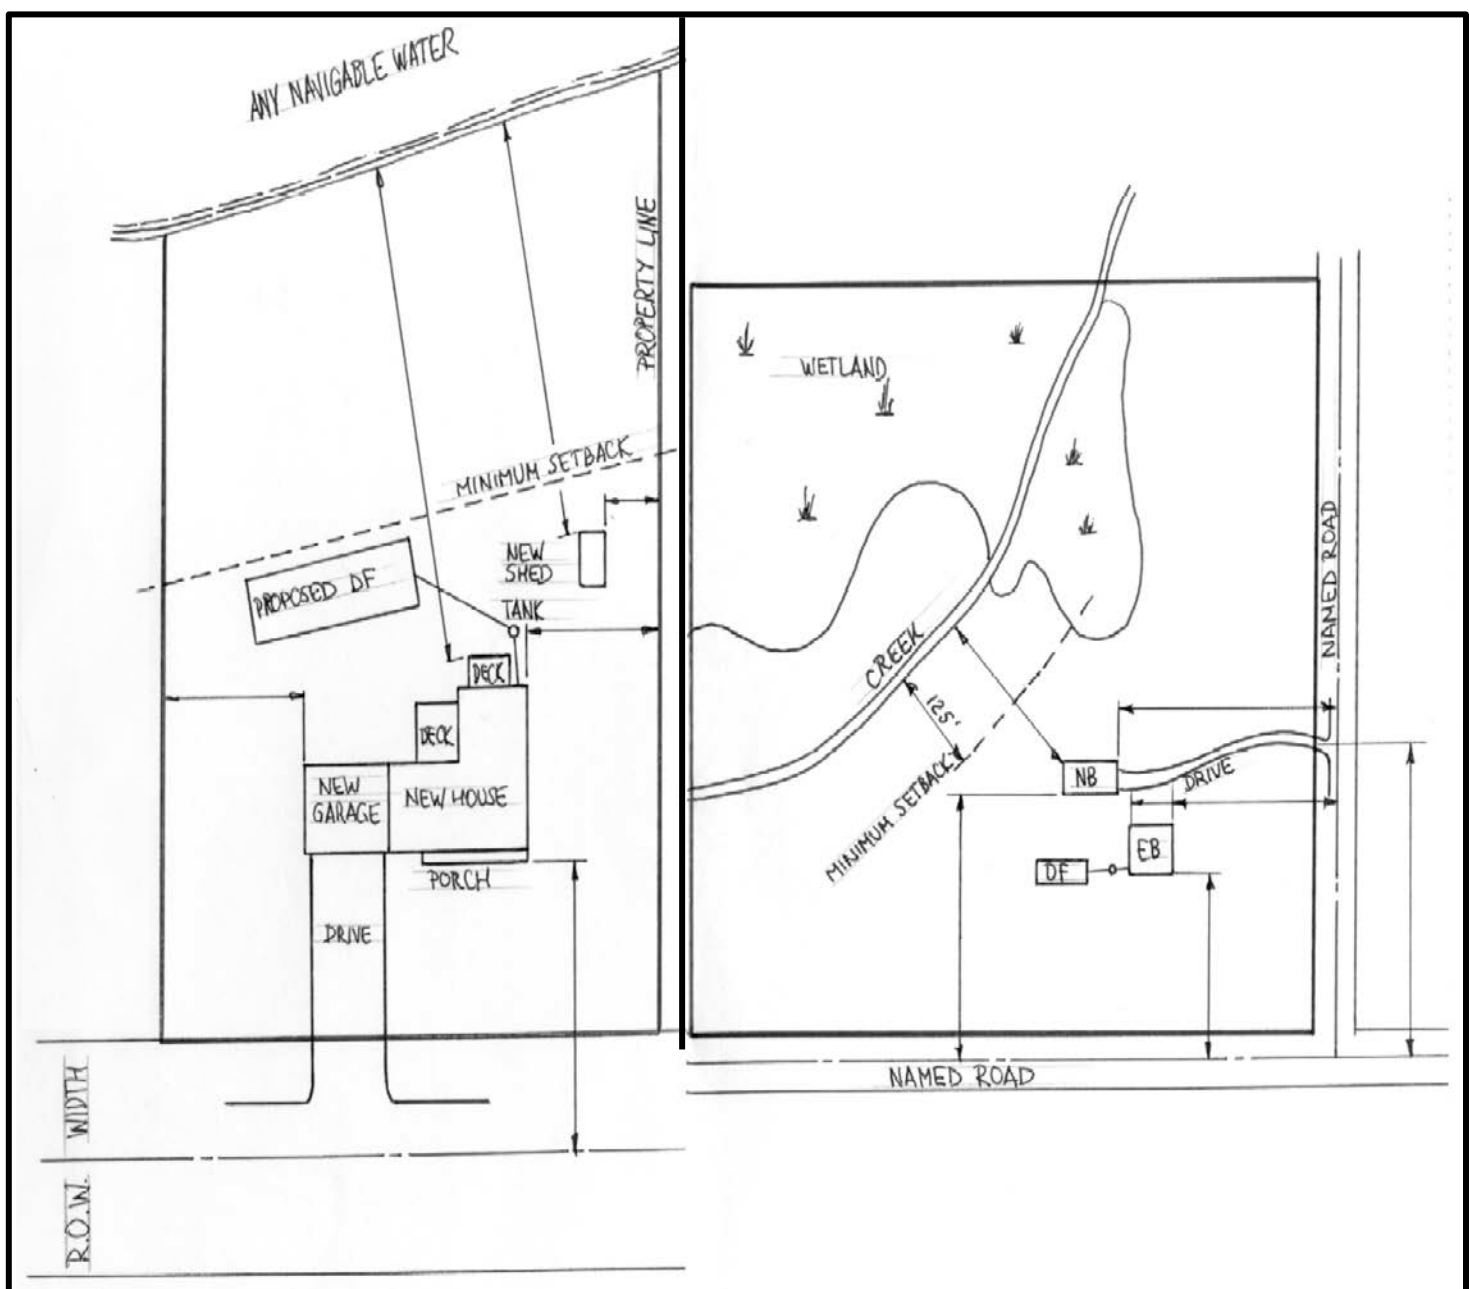 ANY NAVIGABLE WATER
PROPERTY LINE
MINIMUM SETBACK
NEW
SHED
PROPOSED DF
TANK
DECK
DECK
NEW
GARAGE
NEW HOUSE
PORCH
DRIVE
R.O.W. WIDTH
WETLAND
NAMED ROAD
CREEK
125'
MINIMUM SETBACK
NB
DRIVE
EB
DF
NAMED ROAD